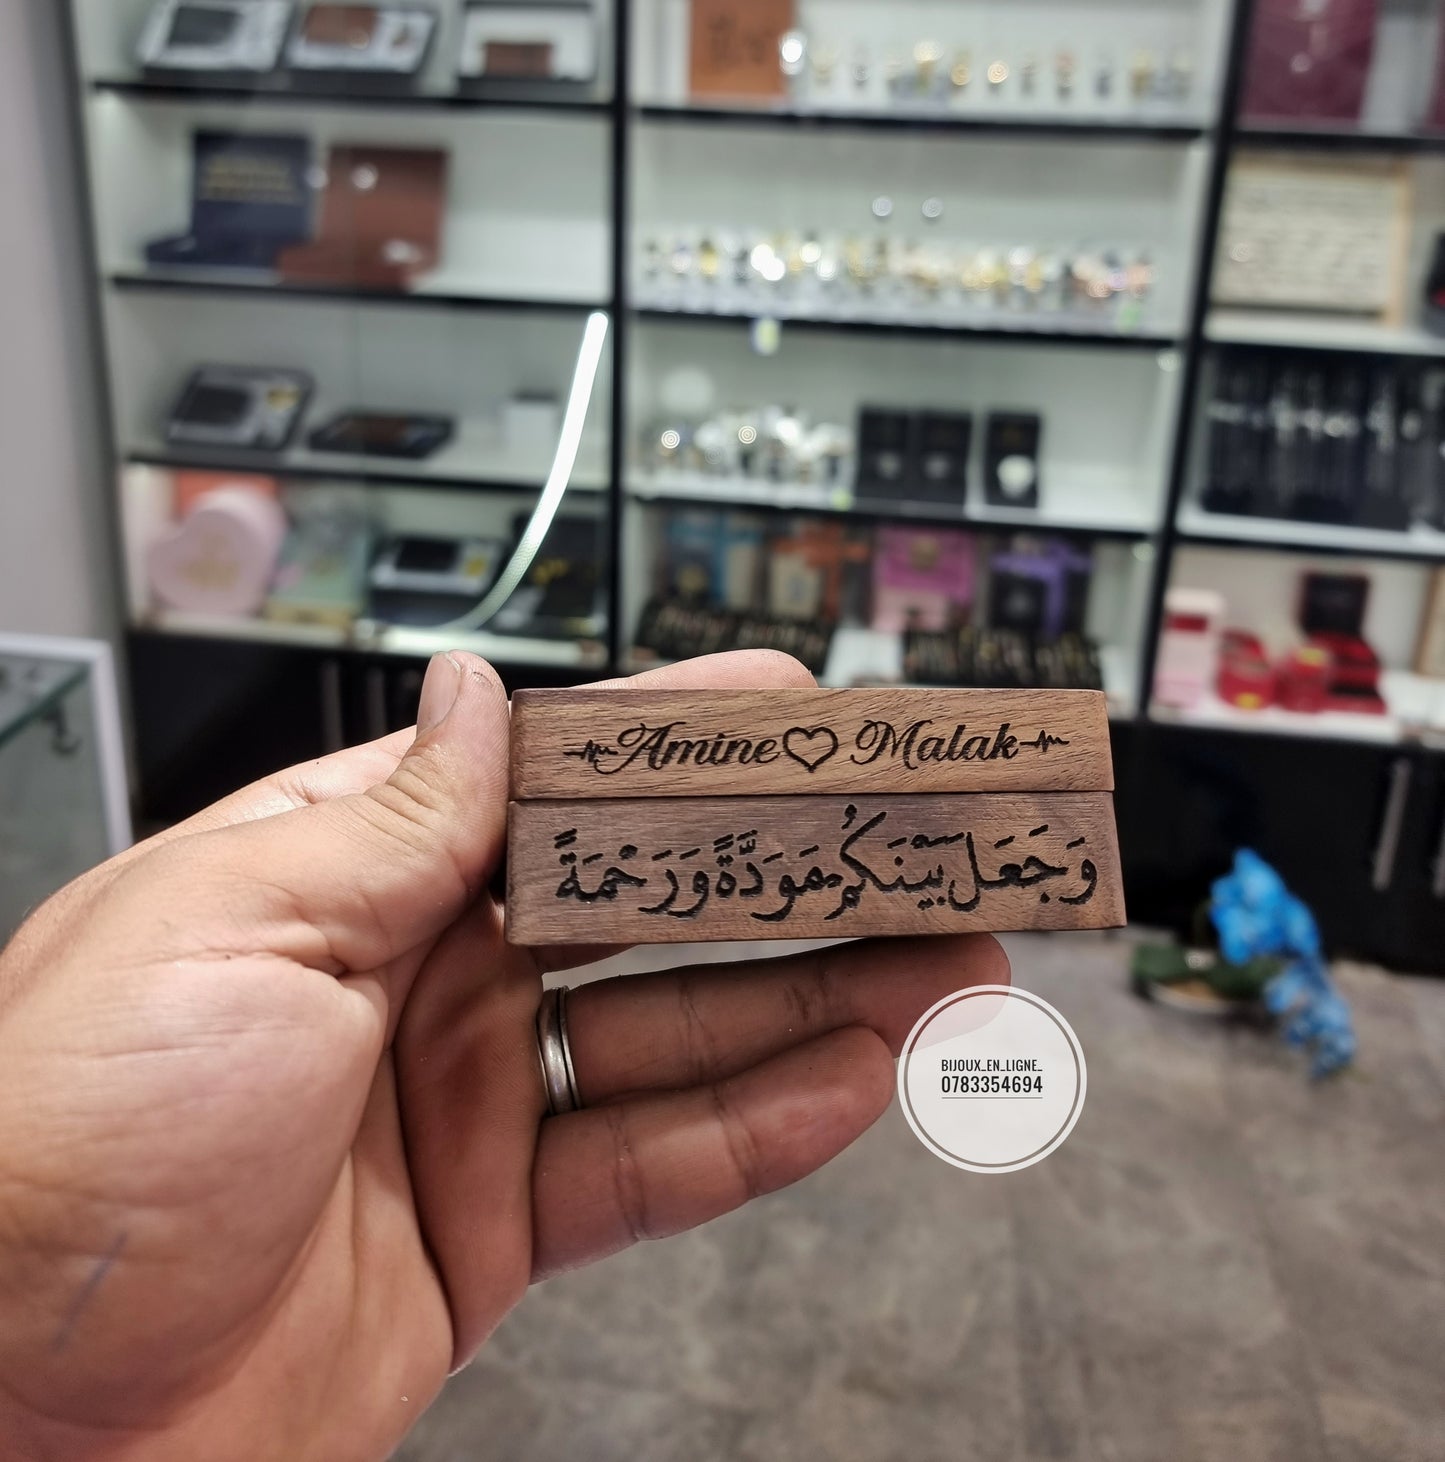 Amine Malak
وَجَعَلَ بَيْنَكُم مَوَدَّةً وَرَحْمَةً
BIJOUX_EN_LIGNE_
0783354694